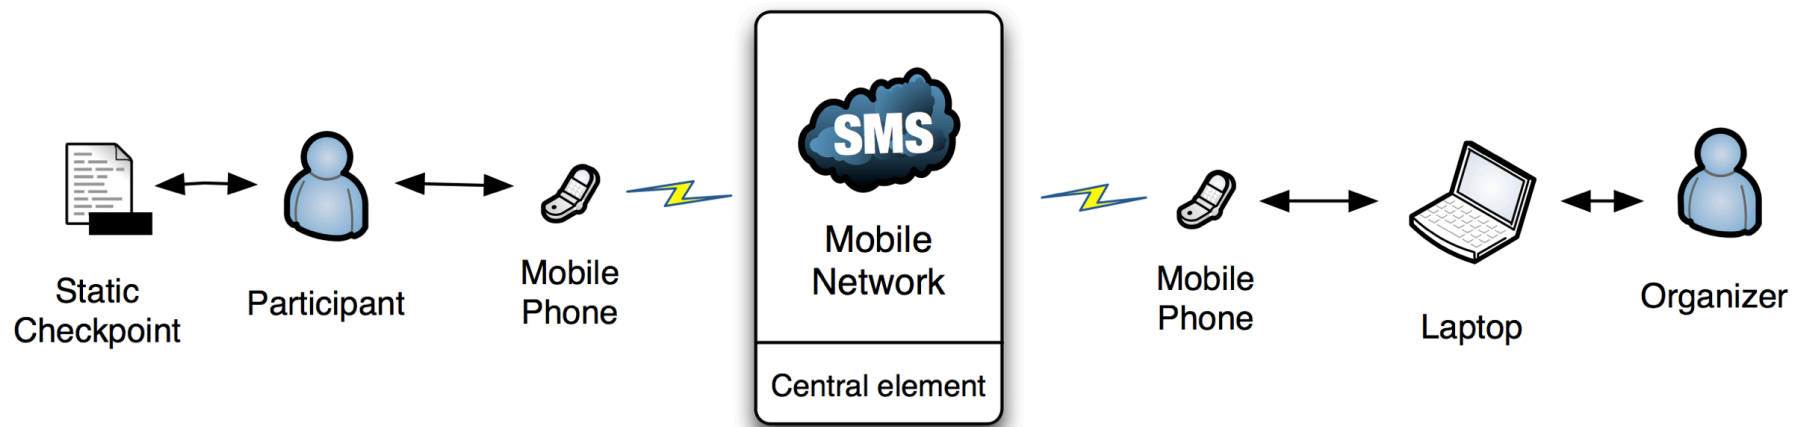 Static
Checkpoint
Participant
Mobile
Phone
SMS
Mobile
Network
Central element
Mobile
Phone
Laptop
Organizer